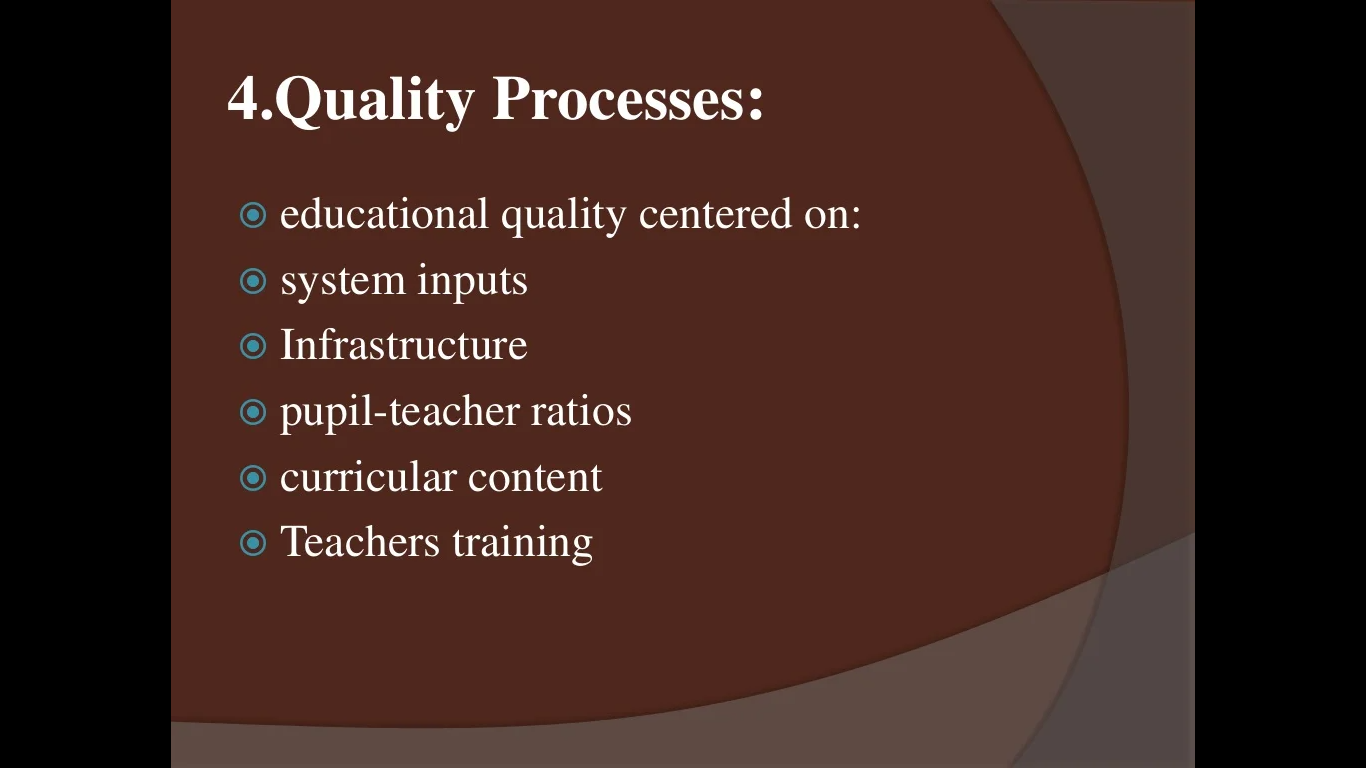 4.Quality Processes:
educational quality centered on:
system inputs
Infrastructure
pupil-teacher ratios
curricular content
Teachers training